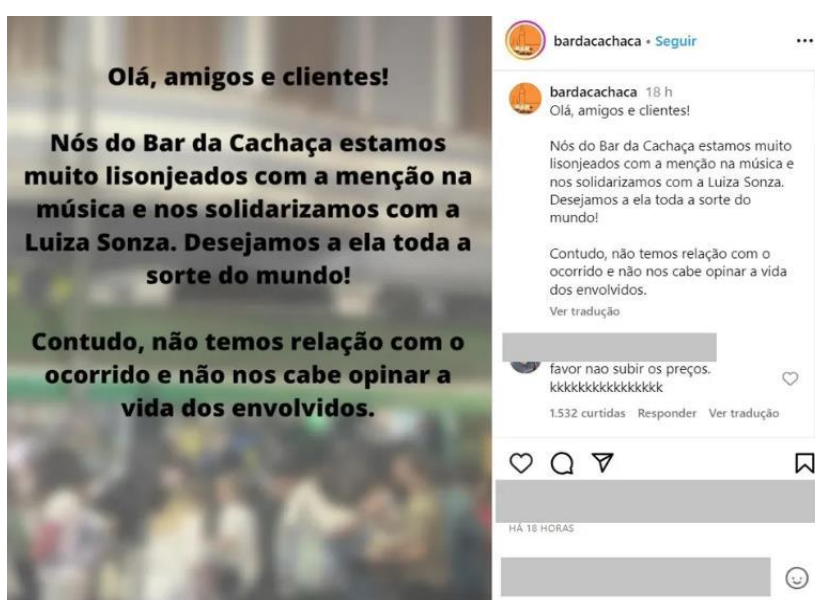 Olá, amigos e clientes!
Nós do Bar da Cachaça estamos
muito lisonjeados com a menção na
música e nos solidarizamos com a
Luiza Sonza. Desejamos a ela toda a
sorte do mundo!
Contudo, não temos relação com o
ocorrido e não nos cabe opinar a
vida dos envolvidos.
bardacachaca • Seguir
bardacachaca 18 h
Olá, amigos e clientes!
Nós do Bar da Cachaça estamos muito
lisonjeados com a menção na música e
nos solidarizamos com a Luiza Sonza.
Desejamos a ela toda a sorte do
mundo!
Contudo, não temos relação com o
ocorrido e não nos cabe opinar a vida
dos envolvidos.
Ver tradução
favor nao subir os preços.
kkkkkkkkkkkkkkkk
1.532 curtidas Responder Ver tradução
HÁ 18 HORAS